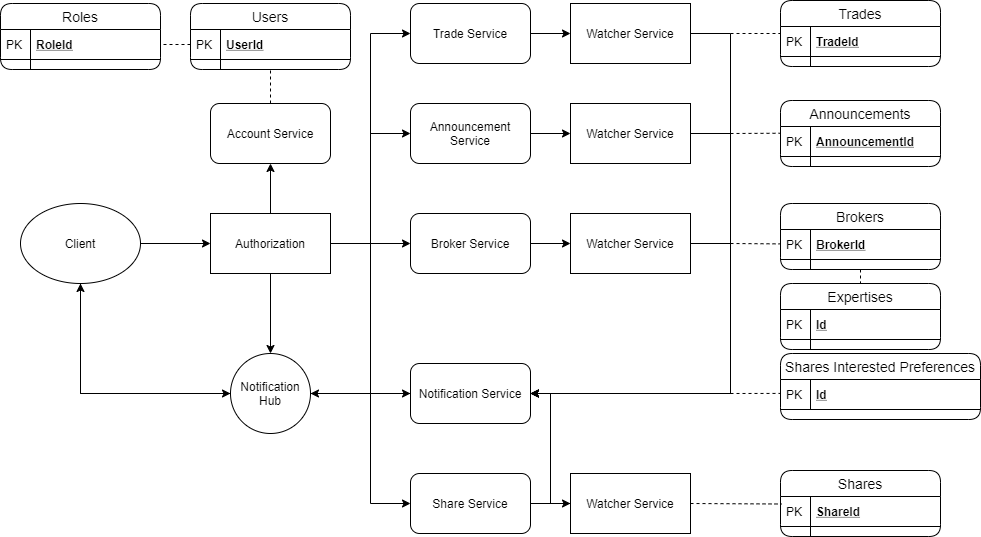 Roles
PK RoleId
Users
PK UserId
Trade Service
Watcher Service
Trades
PK TradeId
Account Service
Announcement
Service
Watcher Service
Announcements
PK AnnouncementId
Client
Authorization
Broker Service
Watcher Service
Brokers
PK BrokerId
Expertises
PK Id
Notification
Hub
Notification Service
Shares Interested Preferences
PK Id
Share Service
Watcher Service
Shares
PK ShareId